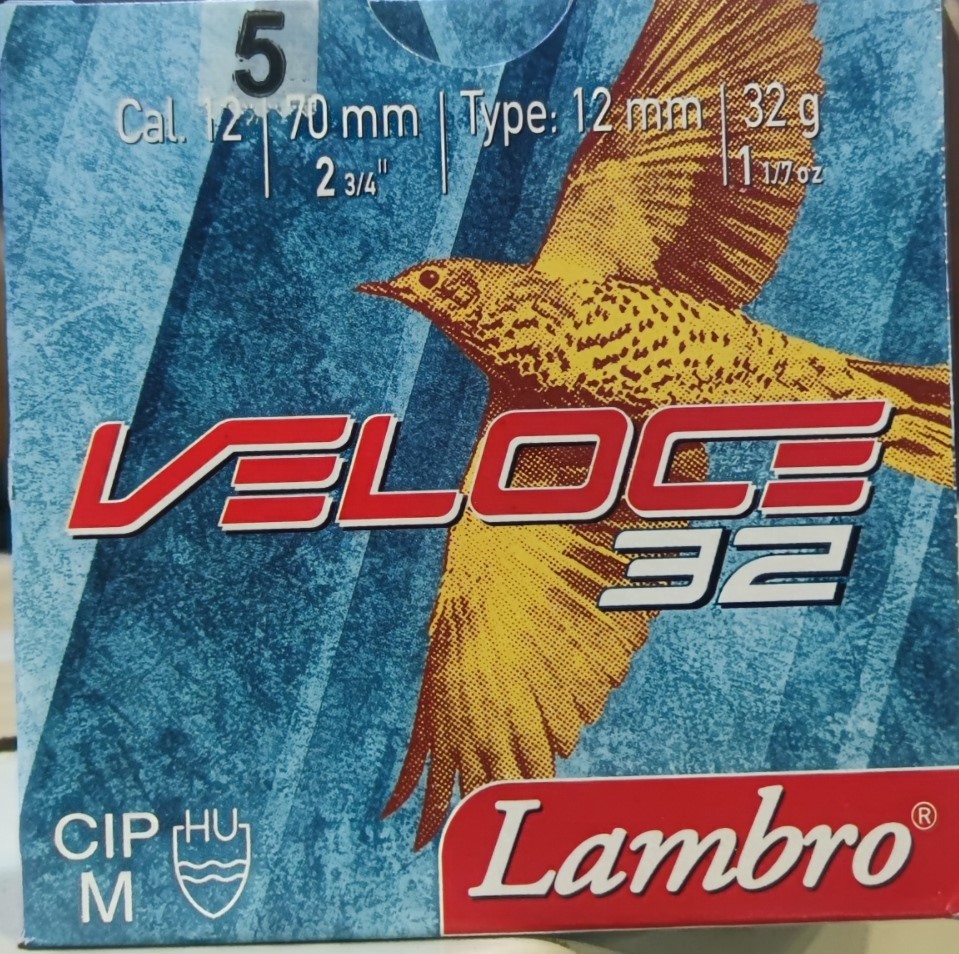 5
Cal. 12 | 70 mm | Type: 12 mm | 32 g
2 3/4" 1 1/7 oz
VELOCE
32
CIP HU
M
Lambro®